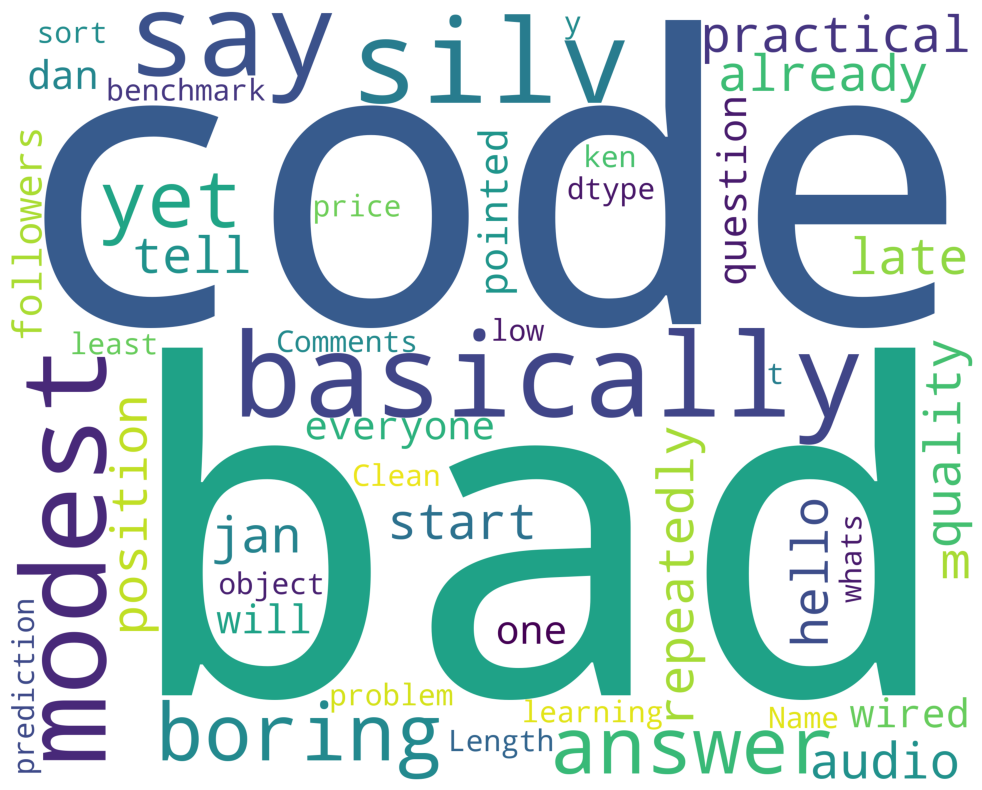 sort
say
silv
y
practical
dan
benchmark
already
code
followers
yet
tell
price
pointed
ken
dtype
question
late
least
Comments
low
basically
t
modest
position
everyone
Clean
start
repeatedly
quality
m
bad
jan
object
will
one
hello
whats
prediction
problem
boring
Length
learning
answer
Name
wired
audio